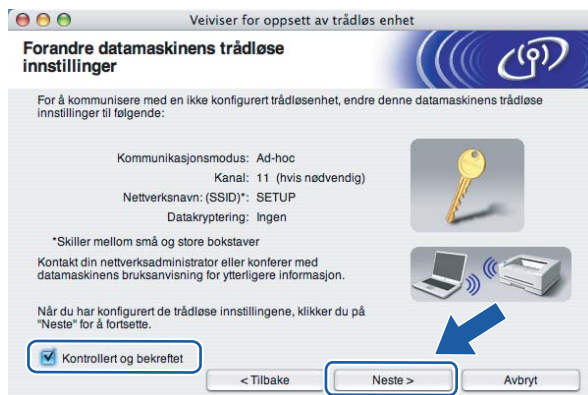 Veiviser for oppsett av trådløs enhet
Forandre datamaskinens trådløse
innstillinger
For å kommunisere med en ikke konfigurert trådløsenhet, endre denne datamaskinens trådløse
innstillinger til følgende:
Kommunikasjonsmodus: Ad-hoc
Kanal: 11 (hvis nødvendig)
Nettverksnavn: (SSID)*: SETUP
Datakryptering: Ingen
*Skiller mellom små og store bokstaver
Kontakt din nettverksadministrator eller konferer med
datamaskinens bruksanvisning for ytterligere informasjon.
Når du har konfigurert de trådløse innstillingene, klikker du på
"Neste" for å fortsette.
Kontrollert og bekreftet
< Tilbake Neste > Avbryt